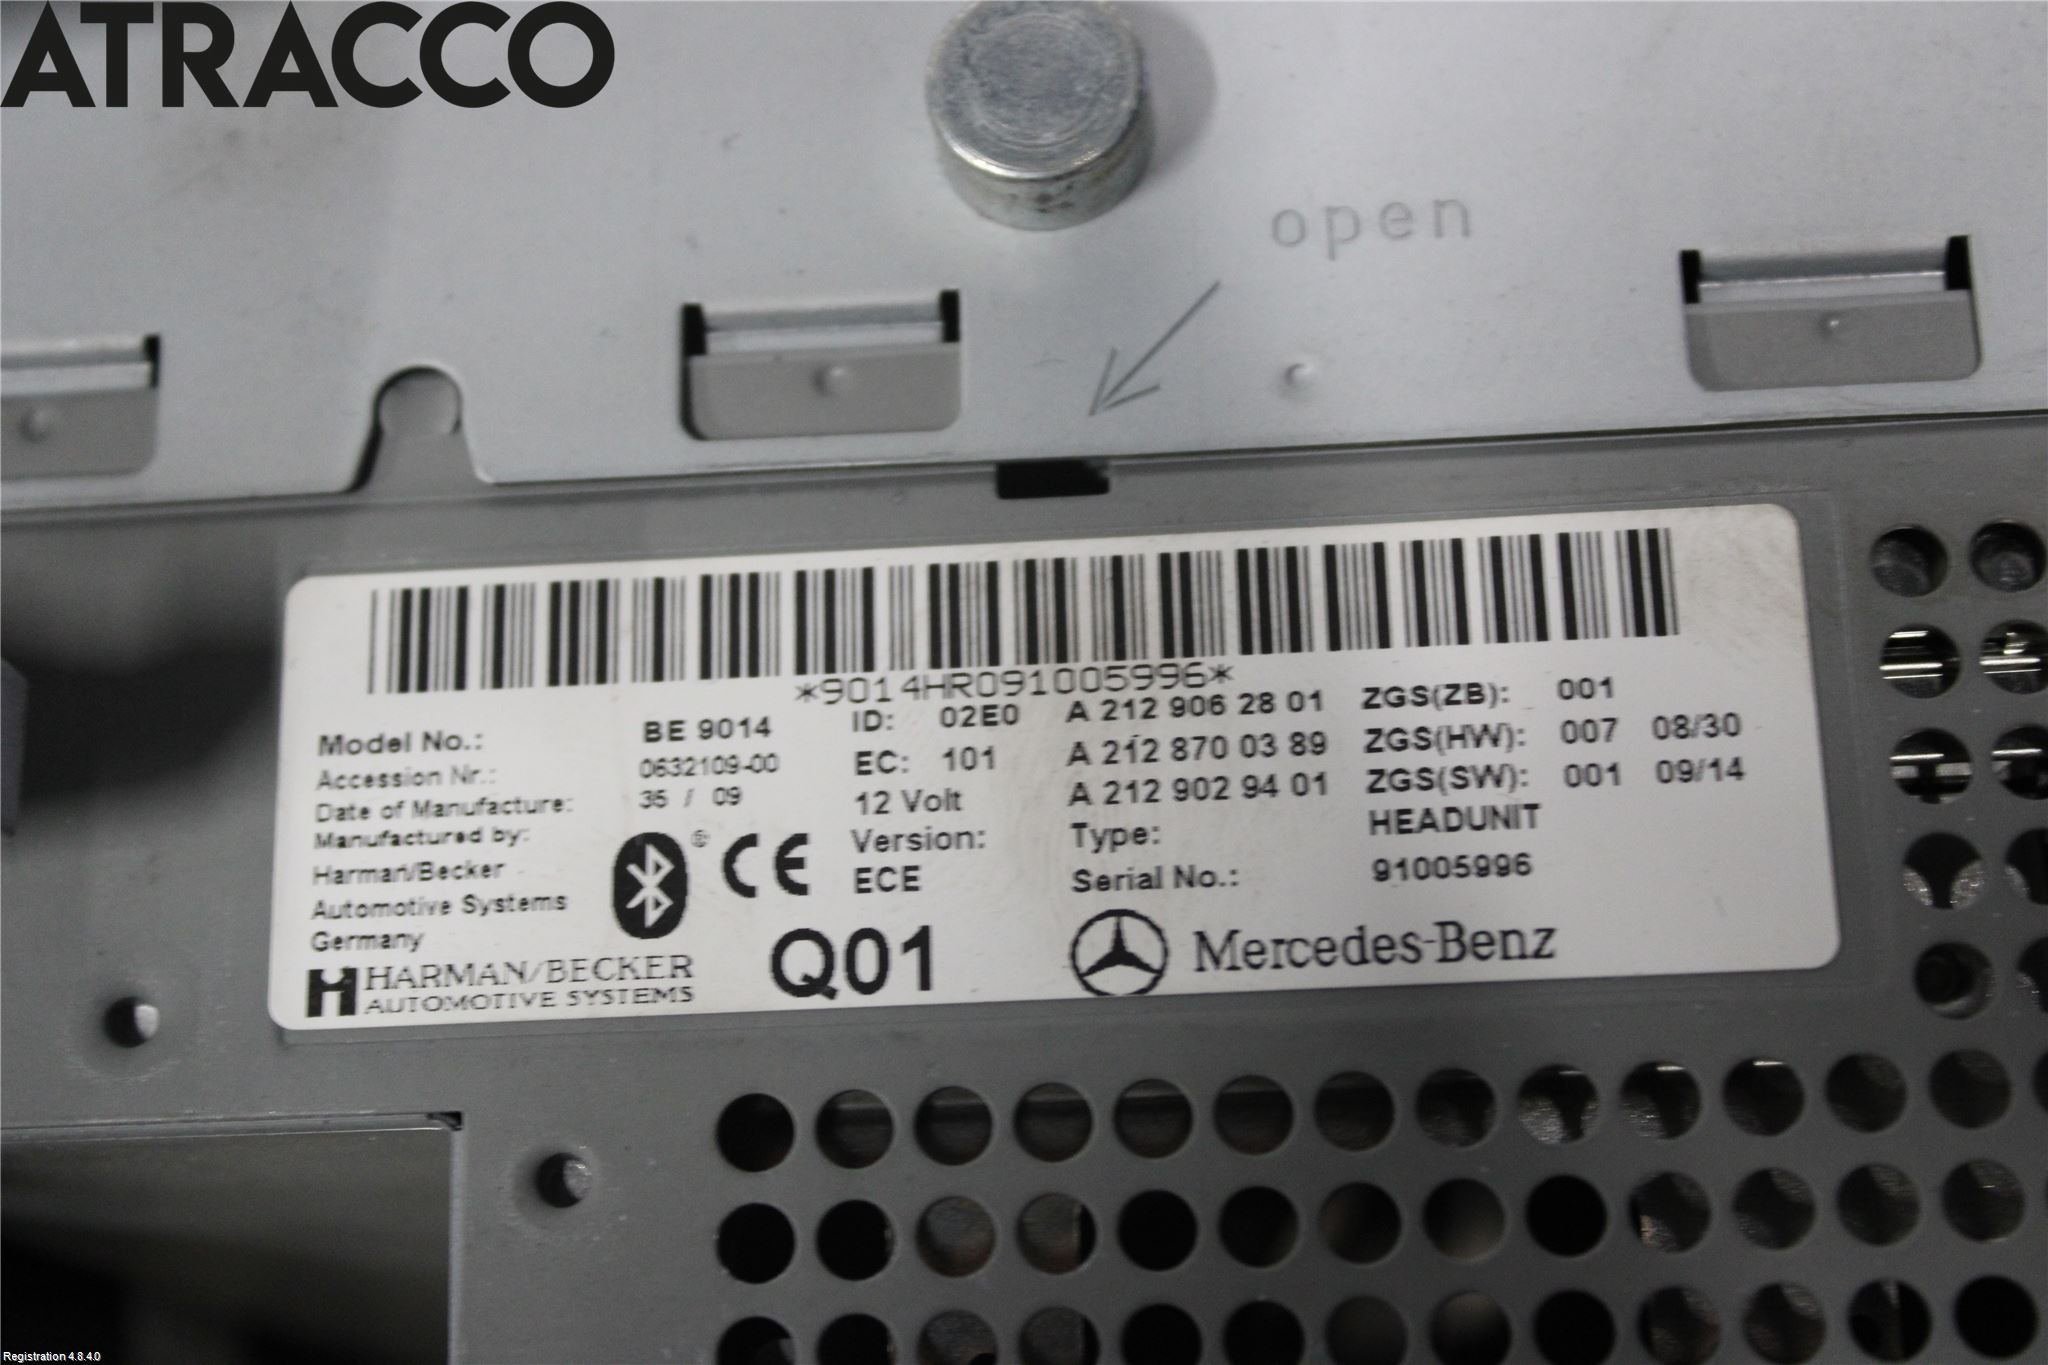 ATRACCO
open
*9014HR091005996*
Model No.: BE 9014 ID: 02E0 A 212 906 28 01 ZGS(ZB): 001
Accession Nr.: 0632109-00 EC: 101 A 212 870 03 89 ZGS(HW): 007 08/30
Date of Manufacture: 35 / 09 12 Volt A 212 902 94 01 ZGS(SW): 001 09/14
Manufactured by: Version: Type: HEADUNIT
Harman/Becker ® CE ECE Serial No.: 91005996
Automotive Systems
Germany
HARMAN/BECKER Q01 Mercedes-Benz
AUTOMOTIVE SYSTEMS
Registration 4.8.4.0